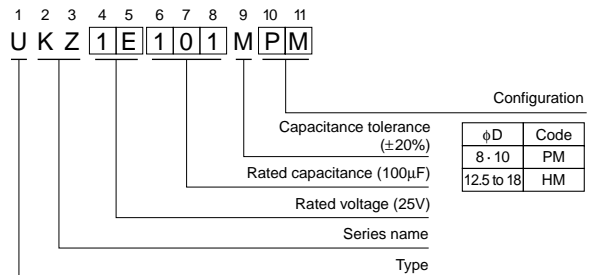 1 2 3 4 5 6 7 8 9 10 11
U K Z 1 E 1 0 1 M P M
Configuration
Capacitance tolerance
(±20%)
Rated capacitance (100µF)
Rated voltage (25V)
Series name
Type
ϕD Code
8 · 10 PM
12.5 to 18 HM